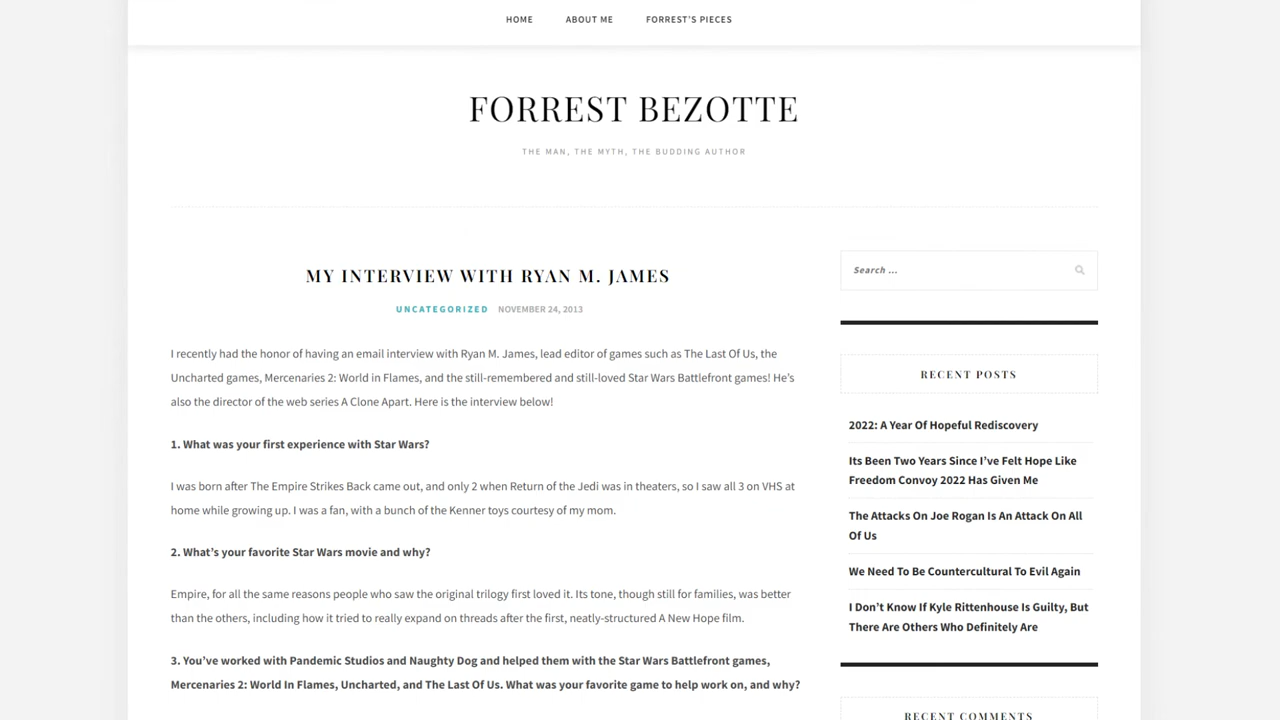 HOME ABOUT ME FORREST'S PIECES
FORREST BEZOTTE
THE MAN, THE MYTH, THE BUDDING AUTHOR
MY INTERVIEW WITH RYAN M. JAMES
UNCATEGORIZED NOVEMBER 24, 2013
I recently had the honor of having an email interview with Ryan M. James, lead editor of games such as The Last Of Us, the
Uncharted games, Mercenaries 2: World in Flames, and the still-remembered and still-loved Star Wars Battlefront games! He's
also the director of the web series A Clone Apart. Here is the interview below!
1. What was your first experience with Star Wars?
I was born after The Empire Strikes Back came out, and only 2 when Return of the Jedi was in theaters, so I saw all 3 on VHS at
home while growing up. I was a fan, with a bunch of the Kenner toys courtesy of my mom.
2. What's your favorite Star Wars movie and why?
Empire, for all the same reasons people who saw the original trilogy first loved it. Its tone, though still for families, was better
than the others, including how it tried to really expand on threads after the first, neatly-structured A New Hope film.
3. You've worked with Pandemic Studios and Naughty Dog and helped them with the Star Wars Battlefront games,
Mercenaries 2: World In Flames, Uncharted, and The Last Of Us. What was your favorite game to help work on, and why?
Search ...
RECENT POSTS
2022: A Year Of Hopeful Rediscovery
Its Been Two Years Since I've Felt Hope Like
Freedom Convoy 2022 Has Given Me
The Attacks On Joe Rogan Is An Attack On All
Of Us
We Need To Be Countercultural To Evil Again
I Don't Know If Kyle Rittenhouse Is Guilty, But
There Are Others Who Definitely Are
RECENT COMMENTS